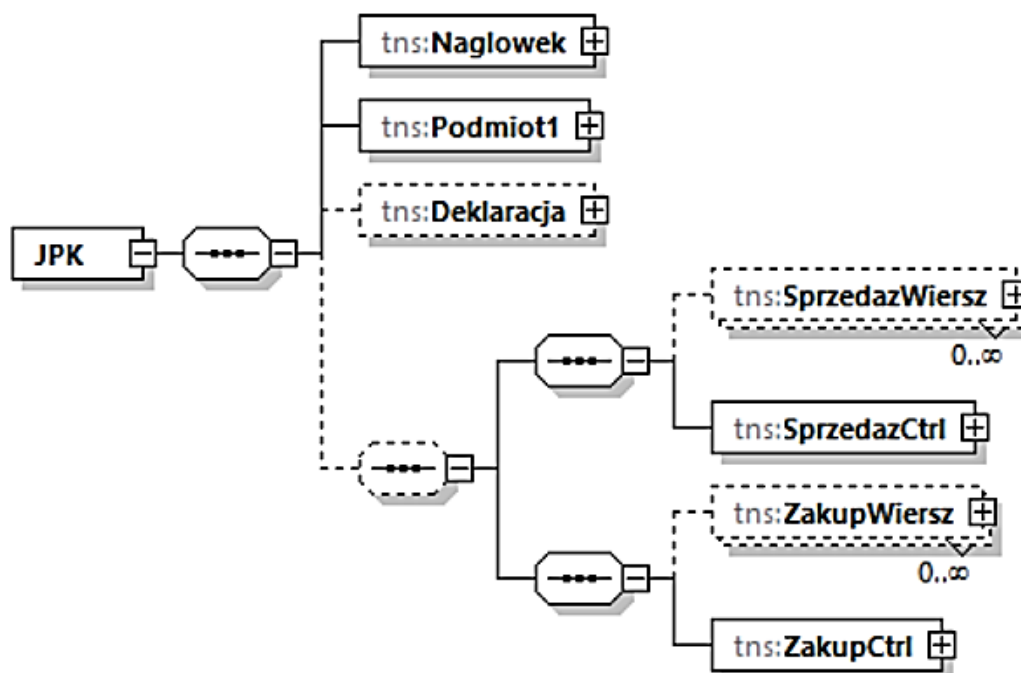 tns:Naglowek
tns:Podmiot1
tns:Deklaracja
JPK
tns:SprzedazWiersz
0..∞
tns:SprzedazCtrl
tns:ZakupWiersz
0..∞
tns:ZakupCtrl